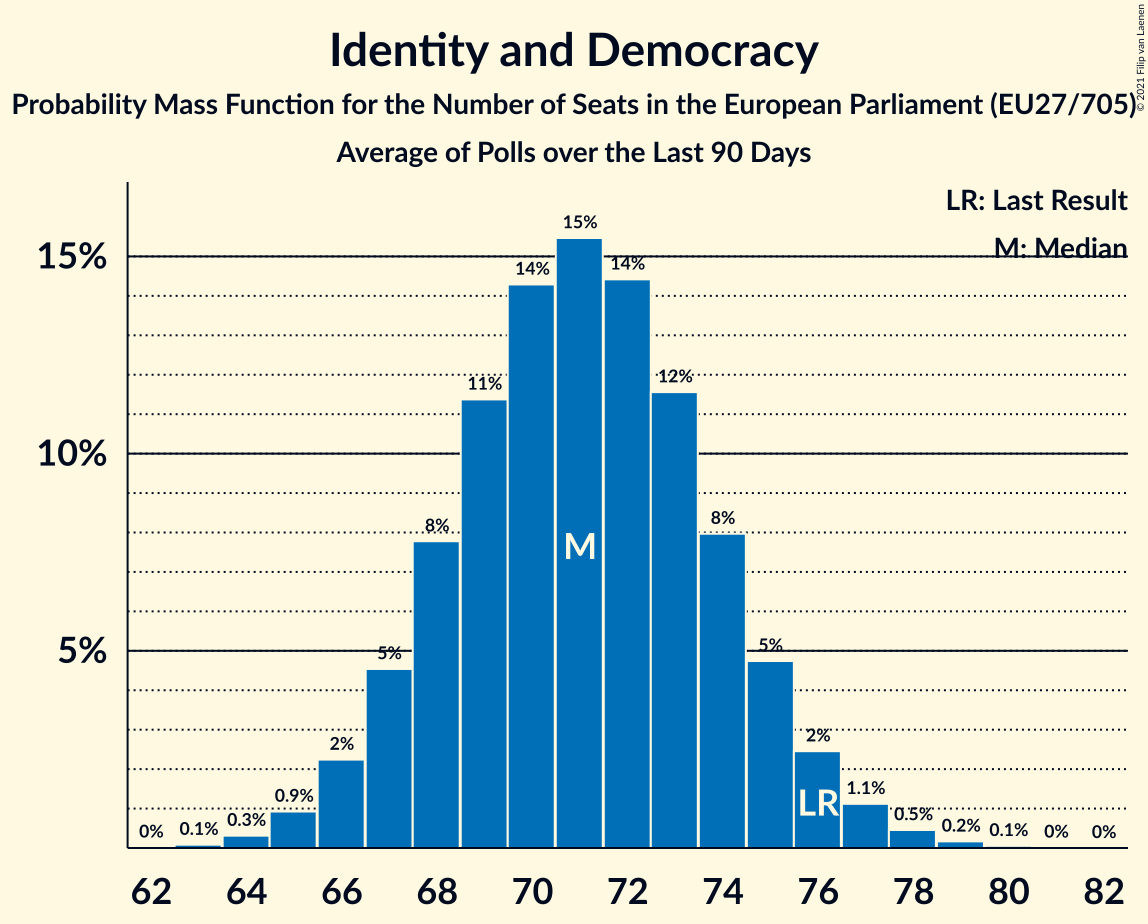 Identity and Democracy
Probability Mass Function for the Number of Seats in the European Parliament (EU27/705)
Average of Polls over the Last 90 Days
© 2021 Filip van Laenen
LR: Last Result
M: Median
15%
10%
5%
0%
0.1%
0.3%
0.9%
2%
5%
8%
11%
14%
15%
14%
12%
8%
5%
2%
1.1%
0.5%
0.2%
0.1%
0%
0%
M
LR
62 64 66 68 70 72 74 76 78 80 82